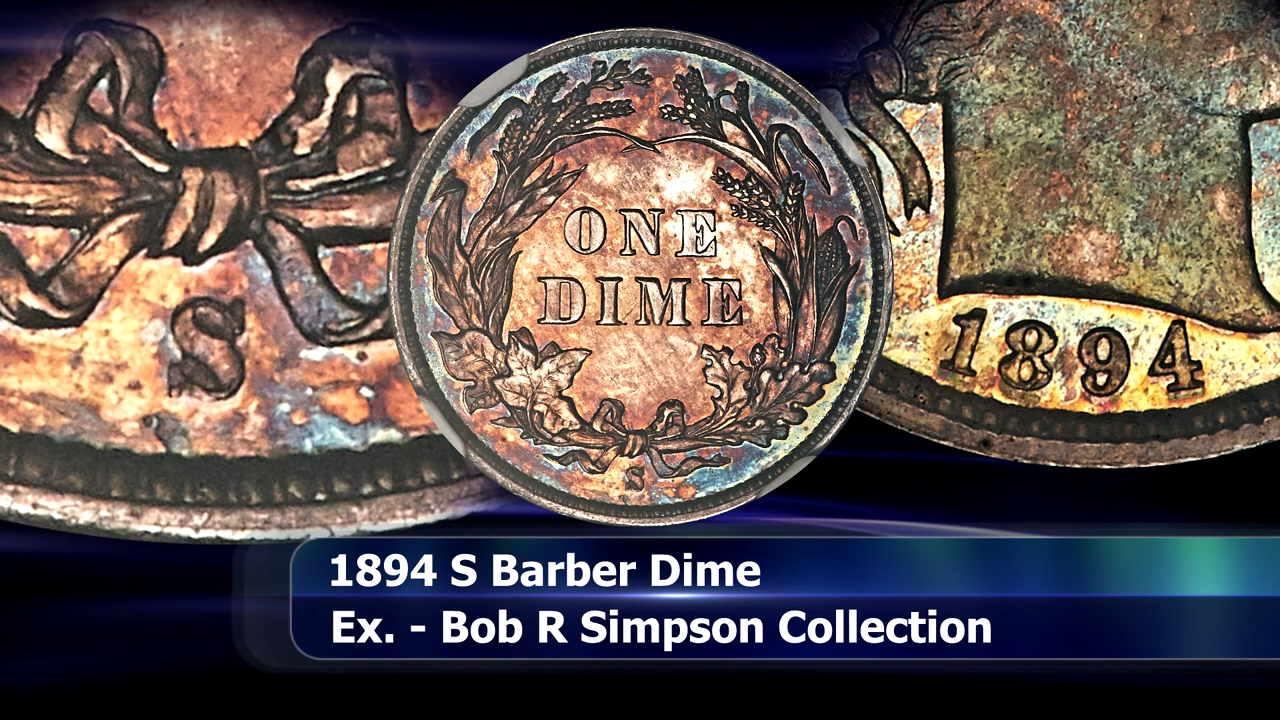 S
ONE
DIME
S
1894
1894 S Barber Dime
Ex. - Bob R Simpson Collection